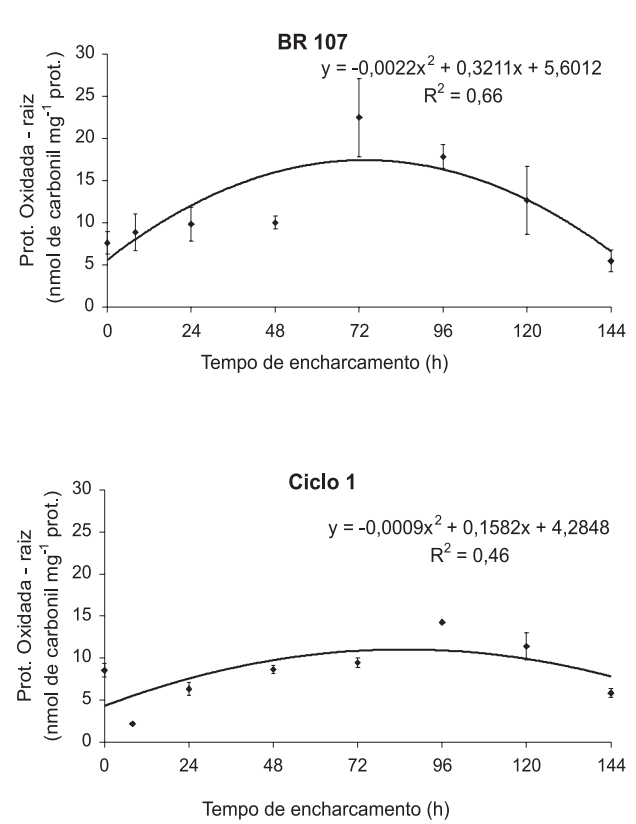 BR 107
y = -0,0022x² + 0,3211x + 5,6012
R² = 0,66
Prot. Oxidada - raiz
(nmol de carbonil mg⁻¹ prot.)
30
25
20
15
10
5
0
0 24 48 72 96 120 144
Tempo de encharcamento (h)
Ciclo 1
y = -0,0009x² + 0,1582x + 4,2848
R² = 0,46
Prot. Oxidada - raiz
(nmol de carbonil mg⁻¹ prot.)
30
25
20
15
10
5
0
0 24 48 72 96 120 144
Tempo de encharcamento (h)